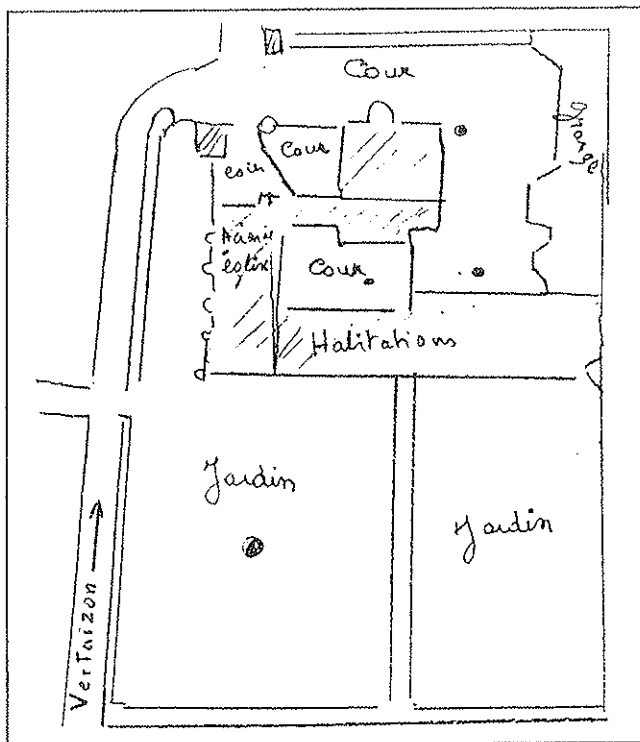 Cour
Grange
Cour
M
église
Cour
Habitations
Jardin
Jardin
Vertaizon